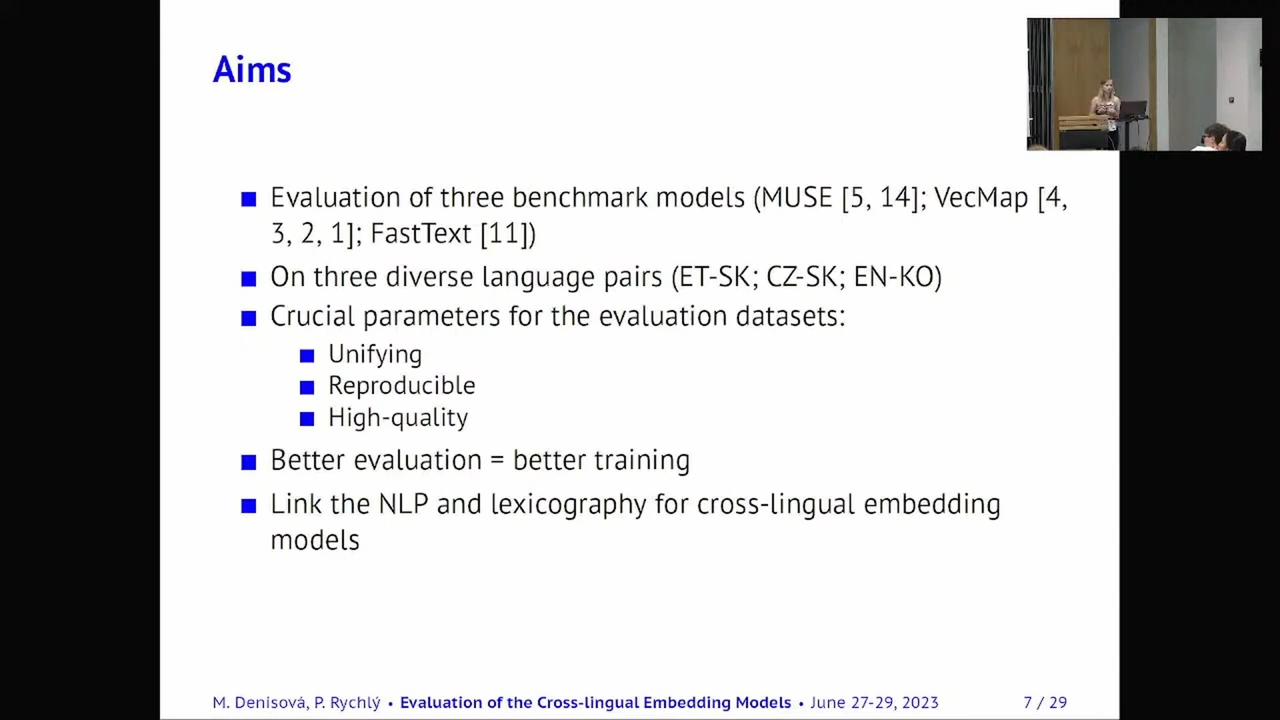 Aims
Evaluation of three benchmark models (MUSE [5, 14]; VecMap [4,
3, 2, 1]; FastText [11])
On three diverse language pairs (ET-SK; CZ-SK; EN-KO)
Crucial parameters for the evaluation datasets:
Unifying
Reproducible
High-quality
Better evaluation = better training
Link the NLP and lexicography for cross-lingual embedding
models
M. Denisová, P. Rychlý • Evaluation of the Cross-lingual Embedding Models • June 27-29, 2023 7 / 29